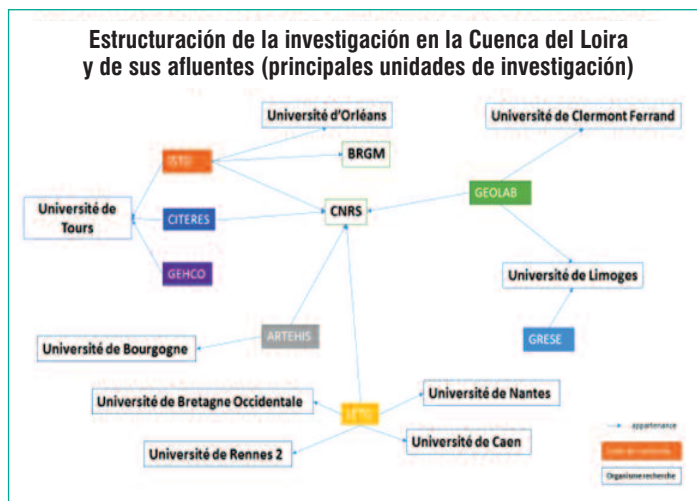 Estructuración de la investigación en la Cuenca del Loira
y de sus afluentes (principales unidades de investigación)
Université d'Orléans
Université de Clermont Ferrand
BRGM
ISTO
Université de
Tours
CITERES
CNRS
GEOLAB
GEHCO
Université de Limoges
ARTEHIS
GRESE
Université de Bourgogne
Université de Bretagne Occidentale
LETG
Université de Nantes
Université de Rennes 2
Université de Caen
appartenance
Organisme recherche